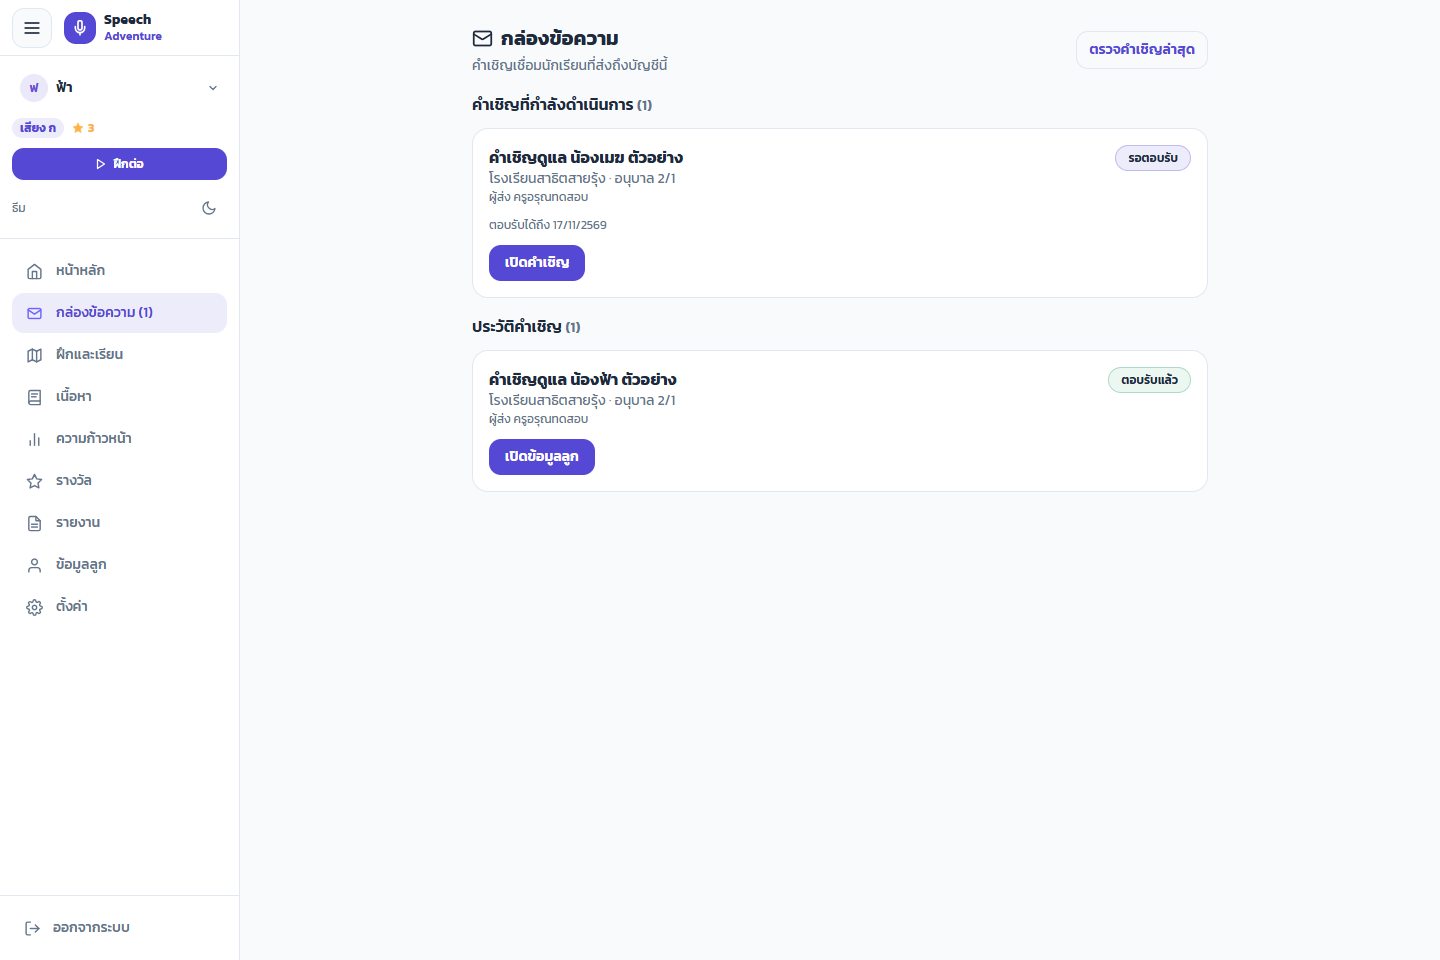 Speech
Adventure
ฟ ฟ้า
เสียง ก ★ 3
ฝึกต่อ
ธีม
หน้าหลัก
กล่องข้อความ (1)
ฝึกและเรียน
เนื้อหา
ความก้าวหน้า
รางวัล
รายงาน
ข้อมูลลูก
ตั้งค่า
ออกจากระบบ
กล่องข้อความ
คำเชิญเชื่อมนักเรียนที่ส่งถึงบัญชีนี้
ตรวจคำเชิญล่าสุด
คำเชิญที่กำลังดำเนินการ (1)
คำเชิญดูแล น้องเมฆ ตัวอย่าง
รอตอบรับ
โรงเรียนสาธิตสายรุ้ง · อนุบาล 2/1
ผู้ส่ง ครูอรุณทดสอบ
ตอบรับได้ถึง 17/11/2569
เปิดคำเชิญ
ประวัติคำเชิญ (1)
คำเชิญดูแล น้องฟ้า ตัวอย่าง
ตอบรับแล้ว
โรงเรียนสาธิตสายรุ้ง · อนุบาล 2/1
ผู้ส่ง ครูอรุณทดสอบ
เปิดข้อมูลลูก